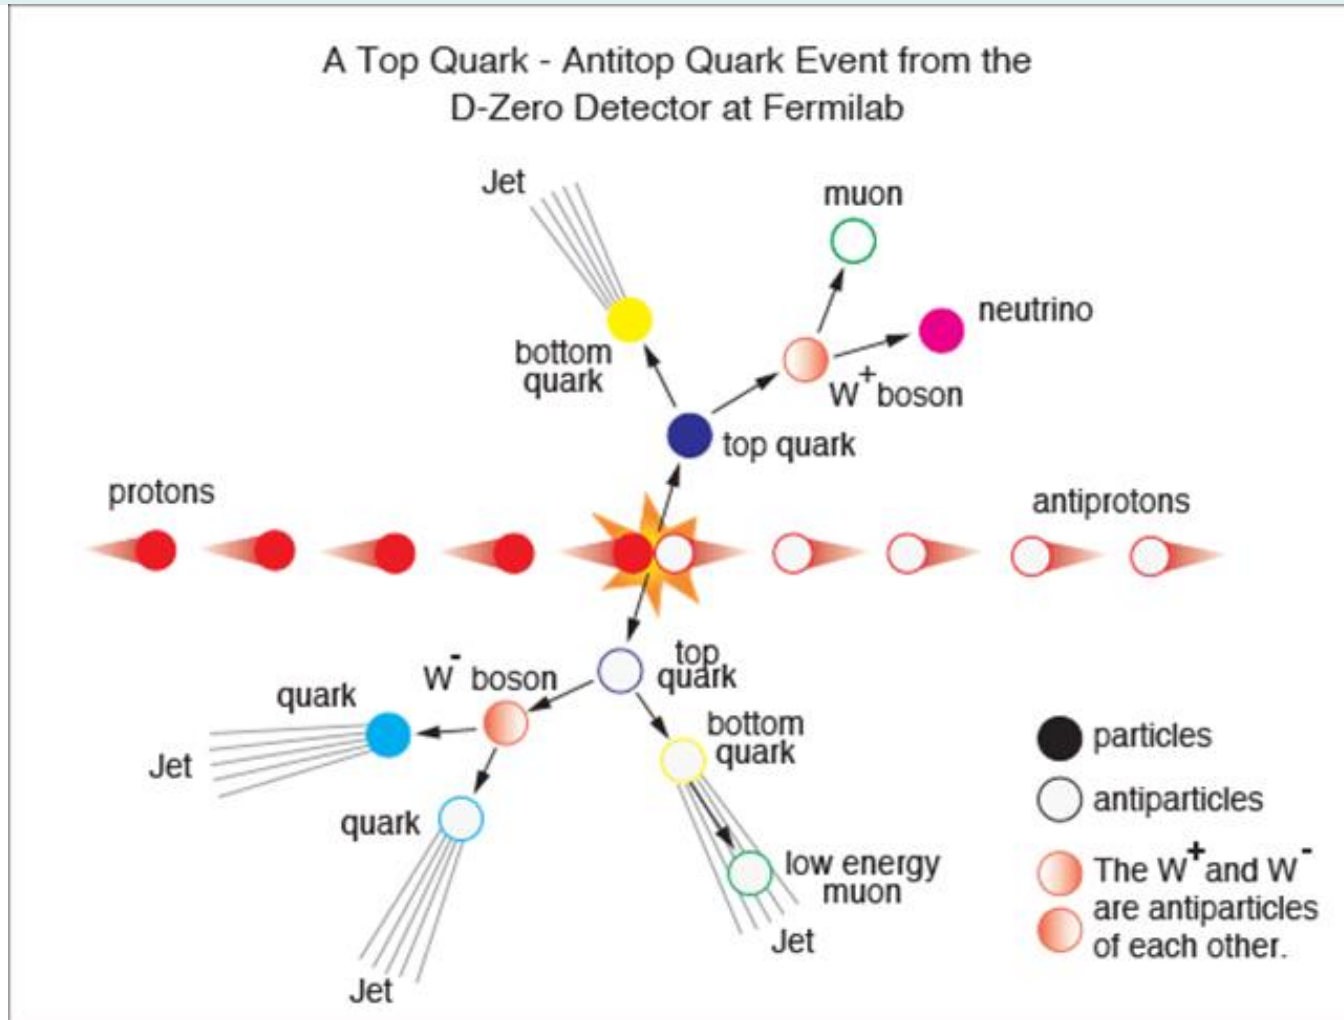 A Top Quark - Antitop Quark Event from the
D-Zero Detector at Fermilab
Jet
muon
neutrino
bottom
quark
W+ boson
top quark
protons
antiprotons
top
quark
W- boson
quark
bottom
quark
Jet
particles
antiparticles
quark
low energy
muon
The W+ and W-
are antiparticles
of each other.
Jet
Jet